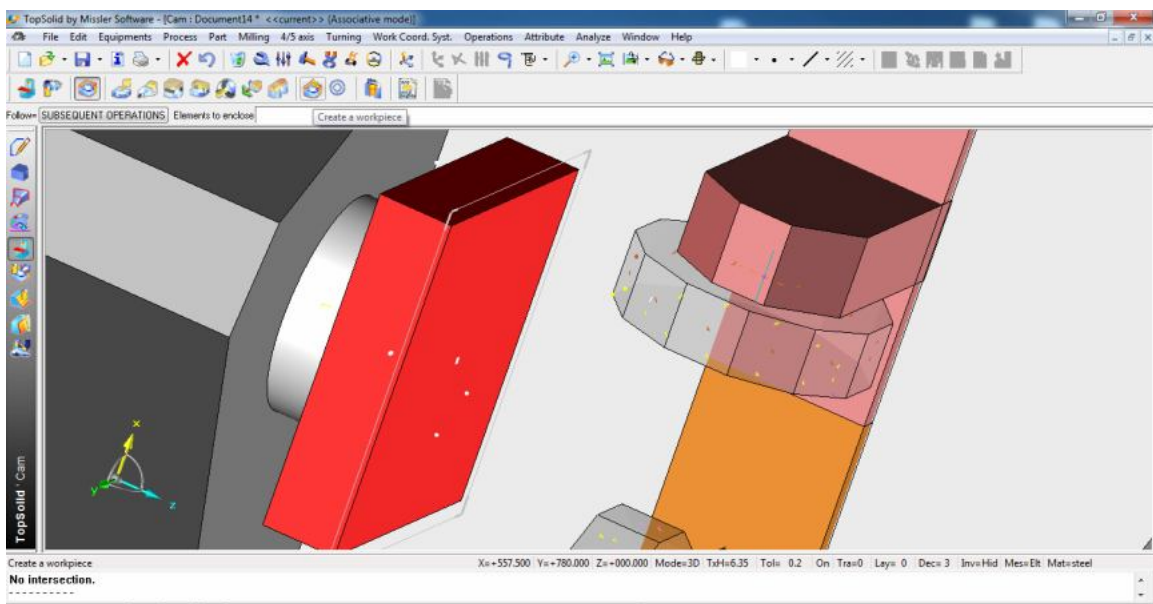 TopSolid by Missler Software - [Cam : Document14 * <<current>> (Associative mode)]
File Edit Equipments Process Part Milling 4/5 axis Turning Work Coord. Syst. Operations Attribute Analyze Window Help
Follow= SUBSEQUENT OPERATIONS Elements to enclose
Create a workpiece
x
y
z
TopSolid'Cam
Create a workpiece X=+557.500 Y=+780.000 Z=+000.000 Mode=3D TxH=6.35 Tol= 0.2 On Tra=0 Lay= 0 Dec= 3 Inv=Hid Mes=Elt Mat=steel
No intersection.
----------